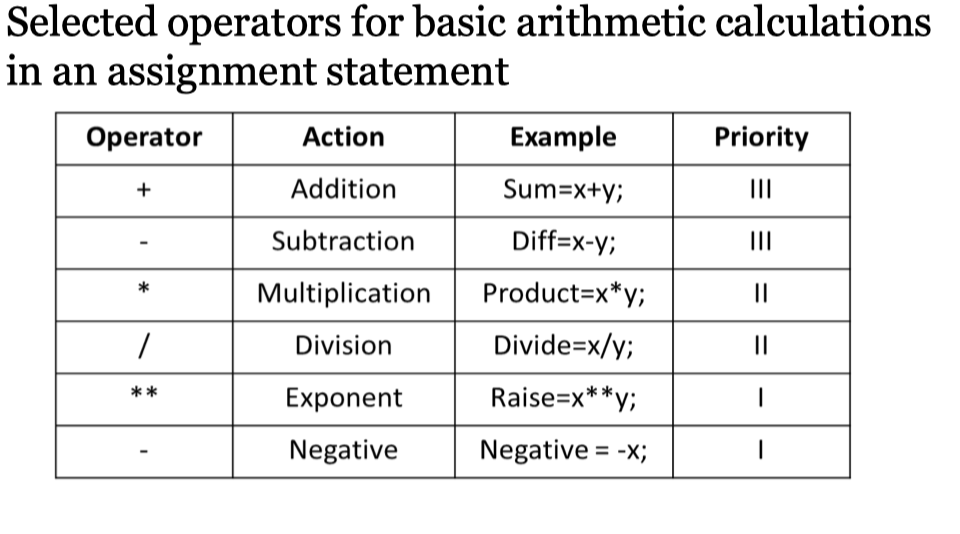 Selected operators for basic arithmetic calculations
in an assignment statement
Operator Action Example Priority
+ Addition Sum=x+y; III
- Subtraction Diff=x-y; III
* Multiplication Product=x*y; II
/ Division Divide=x/y; II
** Exponent Raise=x**y; I
- Negative Negative = -x; I